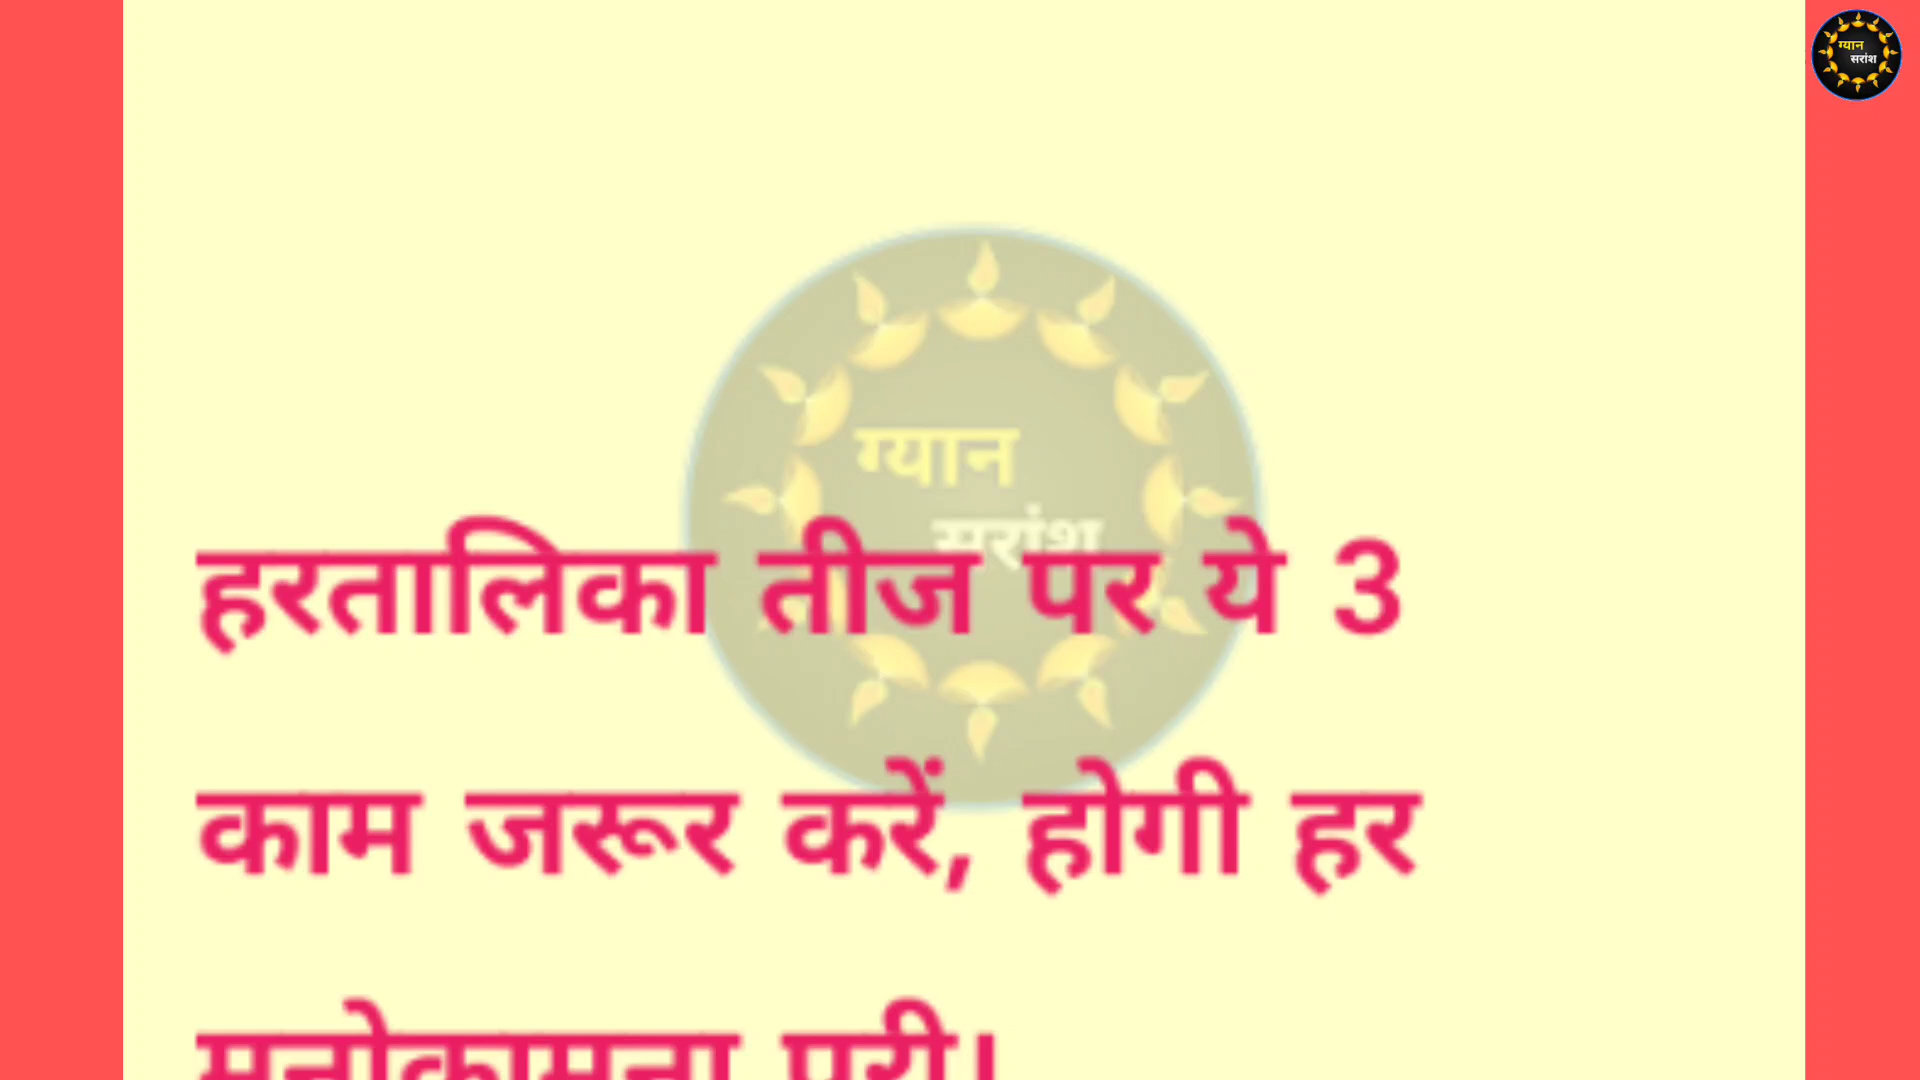 ग्यान
सरांश
ग्यान
सरांश
हरतालिका तीज पर ये 3
काम जरूर करें, होगी हर
मनोकामना पूरी।